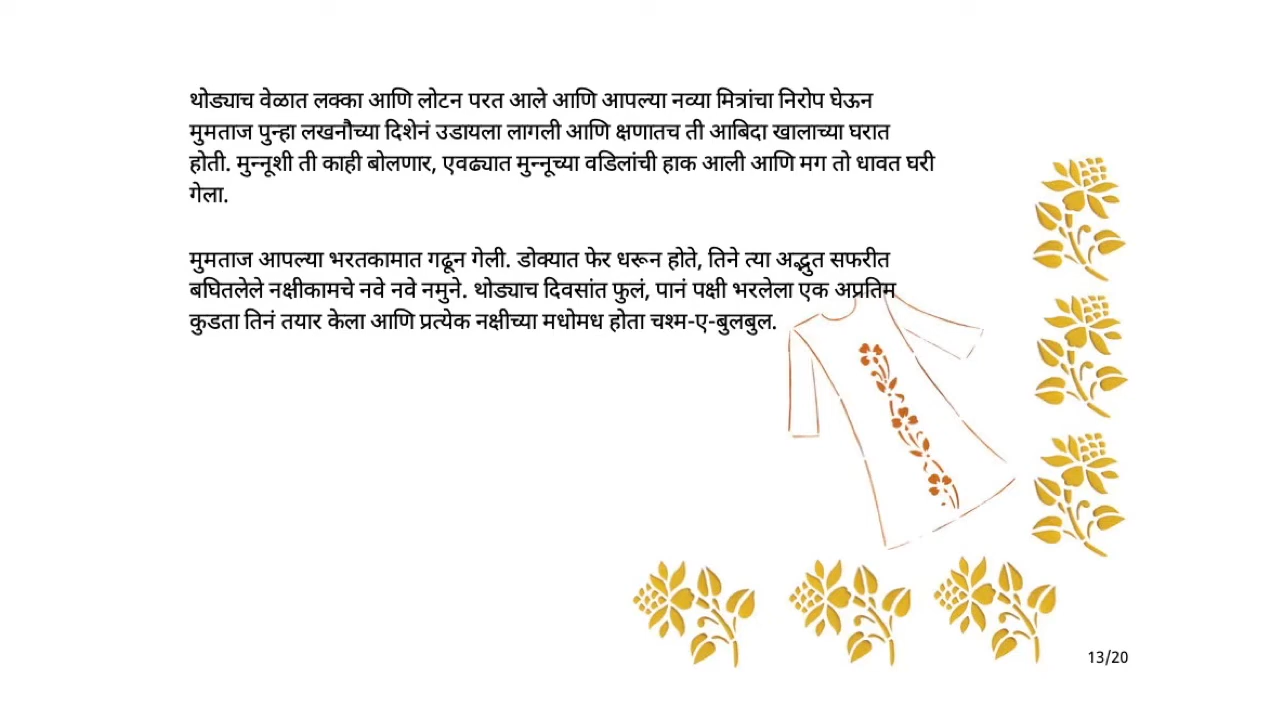 थोड्याच वेळात लक्का आणि लोटन परत आले आणि आपल्या नव्या मित्रांचा निरोप घेऊन
मुमताज पुन्हा लखनौच्या दिशेनं उडायला लागली आणि क्षणातच ती आबिदा खालाच्या घरात
होती. मुन्नूशी ती काही बोलणार, एवढ्यात मुन्नूच्या वडिलांची हाक आली आणि मग तो धावत घरी
गेला.
मुमताज आपल्या भरतकामात गढून गेली. डोक्यात फेर धरून होते, तिने त्या अद्भुत सफरीत
बघितलेले नक्षीकामचे नवे नवे नमुने. थोड्याच दिवसांत फुलं, पानं पक्षी भरलेला एक अप्रतिम
कुडता तिनं तयार केला आणि प्रत्येक नक्षीच्या मधोमध होता चश्म-ए-बुलबुल.
13/20